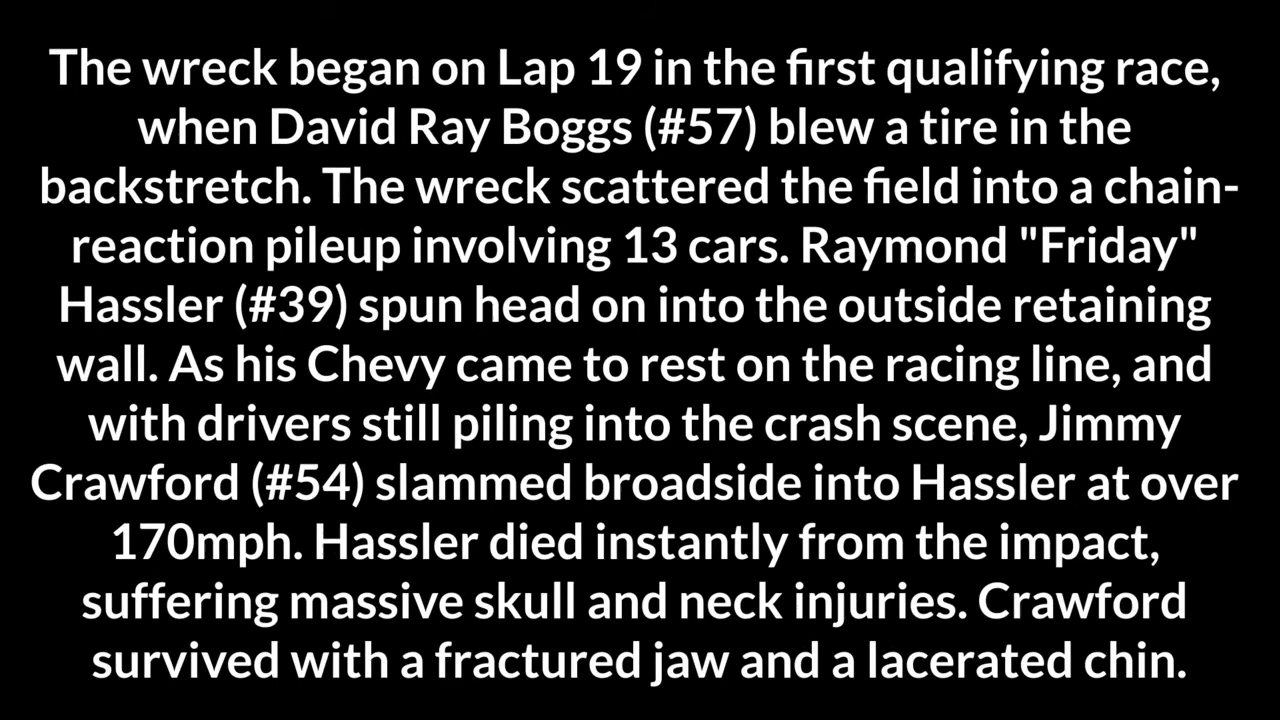 The wreck began on Lap 19 in the first qualifying race,
when David Ray Boggs (#57) blew a tire in the
backstretch. The wreck scattered the field into a chain-
reaction pileup involving 13 cars. Raymond "Friday"
Hassler (#39) spun head on into the outside retaining
wall. As his Chevy came to rest on the racing line, and
with drivers still piling into the crash scene, Jimmy
Crawford (#54) slammed broadside into Hassler at over
170mph. Hassler died instantly from the impact,
suffering massive skull and neck injuries. Crawford
survived with a fractured jaw and a lacerated chin.